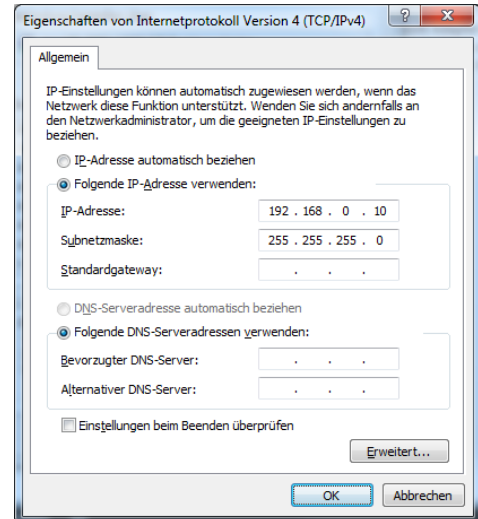 Eigenschaften von Internetprotokoll Version 4 (TCP/IPv4)
Allgemein
IP-Einstellungen können automatisch zugewiesen werden, wenn das
Netzwerk diese Funktion unterstützt. Wenden Sie sich andernfalls an
den Netzwerkadministrator, um die geeigneten IP-Einstellungen zu
beziehen.
IP-Adresse automatisch beziehen
Folgende IP-Adresse verwenden:
IP-Adresse: 192 . 168 . 0 . 10
Subnetzmaske: 255 . 255 . 255 . 0
Standardgateway: . . .
DNS-Serveradresse automatisch beziehen
Folgende DNS-Serveradressen verwenden:
Bevorzugter DNS-Server: . . .
Alternativer DNS-Server: . . .
Einstellungen beim Beenden überprüfen
Erweitert...
OK Abbrechen